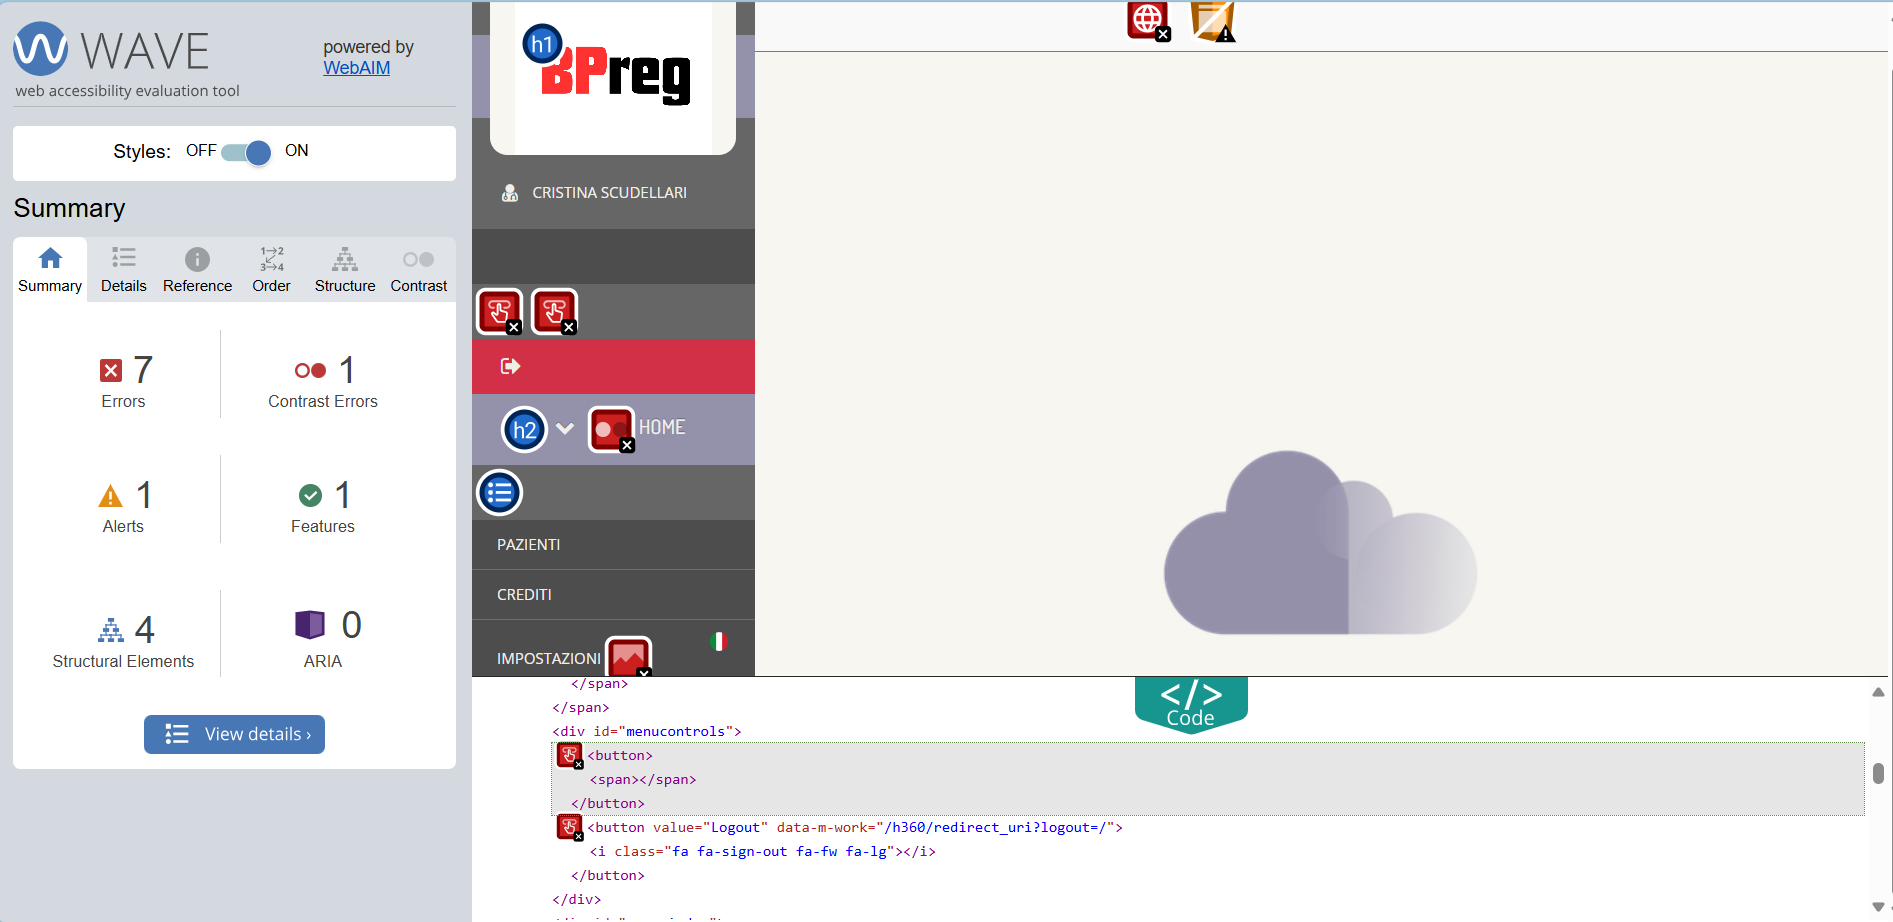 WAVE
powered by
WebAIM
web accessibility evaluation tool
Styles: OFF ON
Summary
Summary Details Reference Order Structure Contrast
7
Errors
1
Contrast Errors
1
Alerts
1
Features
4
Structural Elements
0
ARIA
View details ›
h1
BPreg
CRISTINA SCUDELLARI
h2
HOME
PAZIENTI
CREDITI
IMPOSTAZIONI
</>
Code
</span>
</span>
<div id="menucontrols">
<button>
<span></span>
</button>
<button value="Logout" data-m-work="/h360/redirect_uri?logout=/">
<i class="fa fa-sign-out fa-fw fa-lg"></i>
</button>
</div>